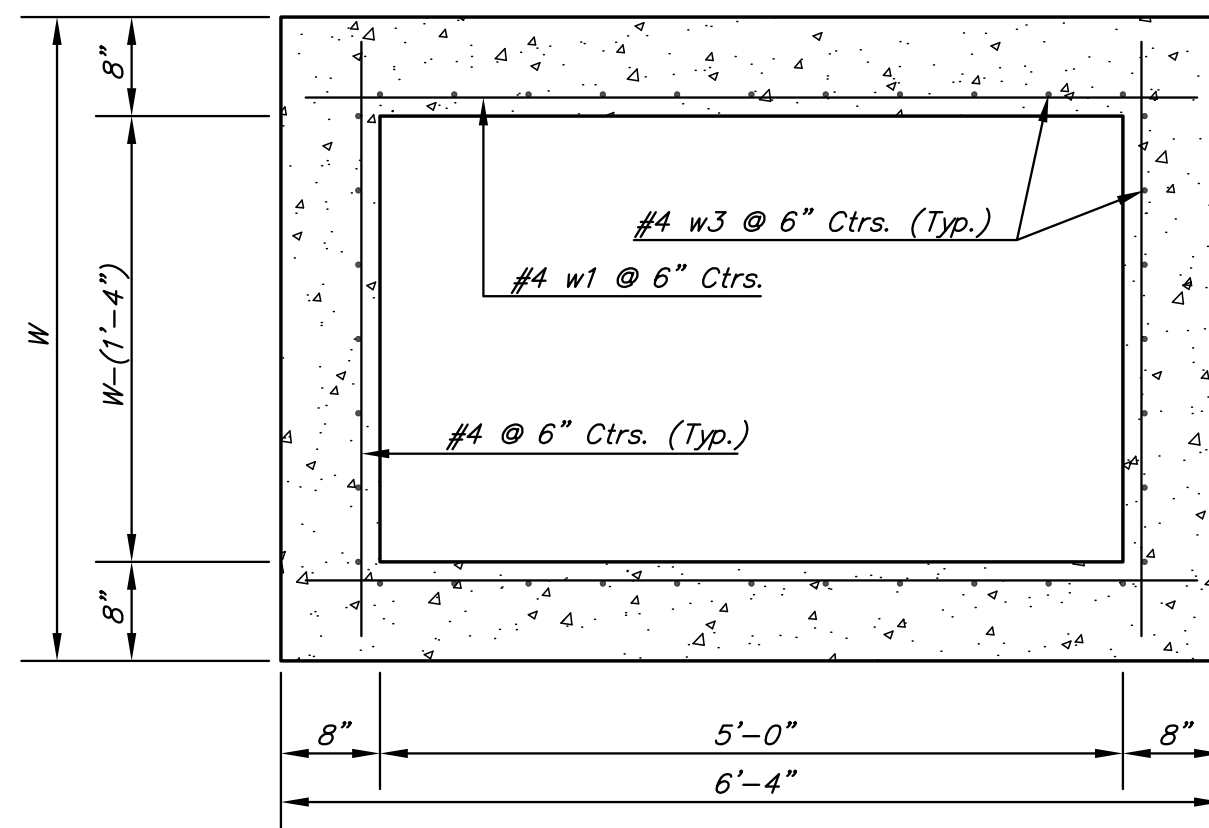 8”
#4 w3 @ 6” Ctrs. (Typ.)
#4 w1 @ 6” Ctrs.
W
W–(1’–4”)
#4 @ 6” Ctrs. (Typ.)
8”
8”
5’–0”
8”
6’–4”